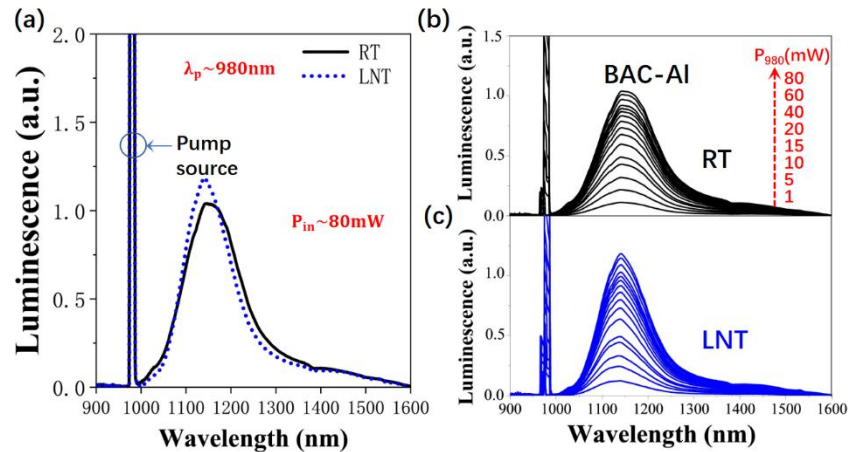 (a)
2.0
1.5
1.0
0.5
0.0
Luminescence (a.u.)
λp~980nm
RT
LNT
Pump
source
Pin~80mW
900 1000 1100 1200 1300 1400 1500 1600
Wavelength (nm)
(b)
1.5
1.0
0.5
0.0
Luminescence (a.u.)
BAC-Al
P980(mW)
80
60
40
20
15
10
5
1
RT
(c)
1.0
0.5
0.0
Luminescence (a.u.)
LNT
900 1000 1100 1200 1300 1400 1500 1600
Wavelength (nm)